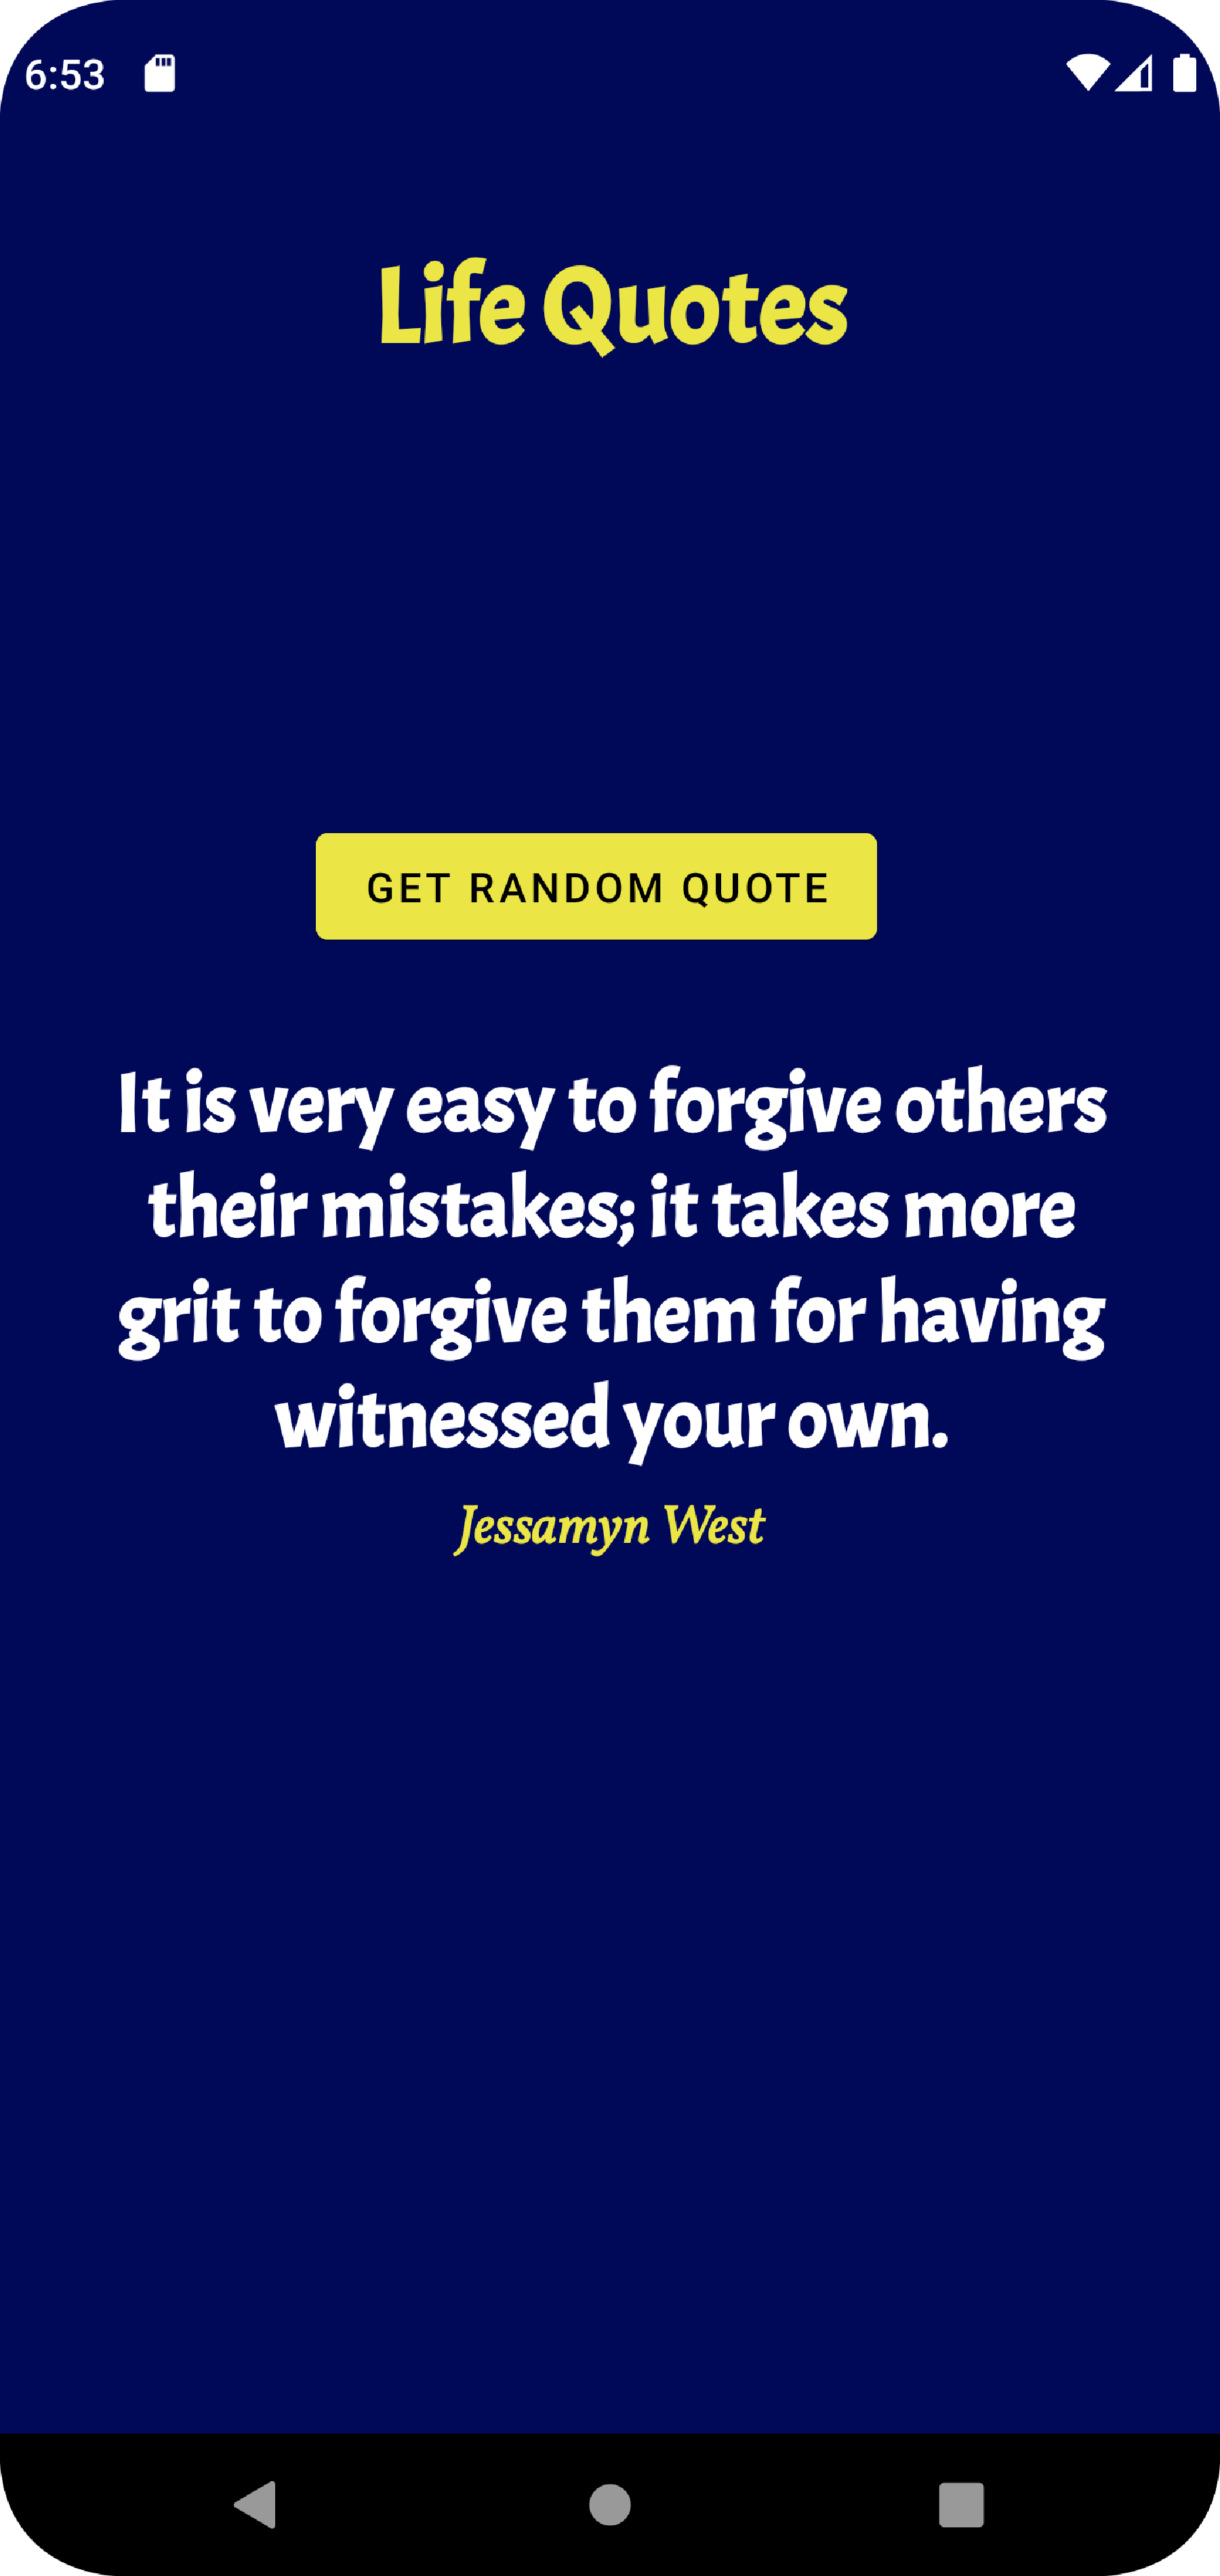 6:53
Life Quotes
GET RANDOM QUOTE
It is very easy to forgive others
their mistakes; it takes more
grit to forgive them for having
witnessed your own.
Jessamyn West